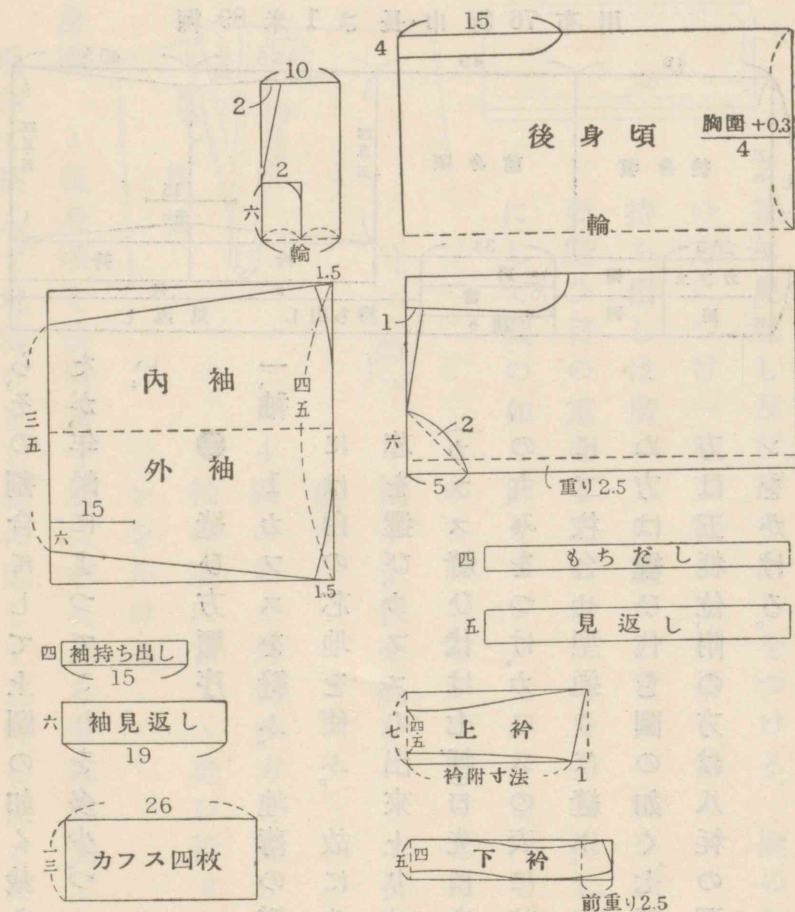 15
4
後身頃
胸圍+0.3
4
輪
10
2
2
六
輪
1.5
内袖
四五
三五
外袖
15
六
1.5
1
2
六
5
重り2.5
四 もちだし
五 見返し
四 袖持ち出し
15
六 袖見返し
19
26
一三 カフス四枚
七 四五 上衿
衿附寸法 1
五 四 下衿
前重り2.5